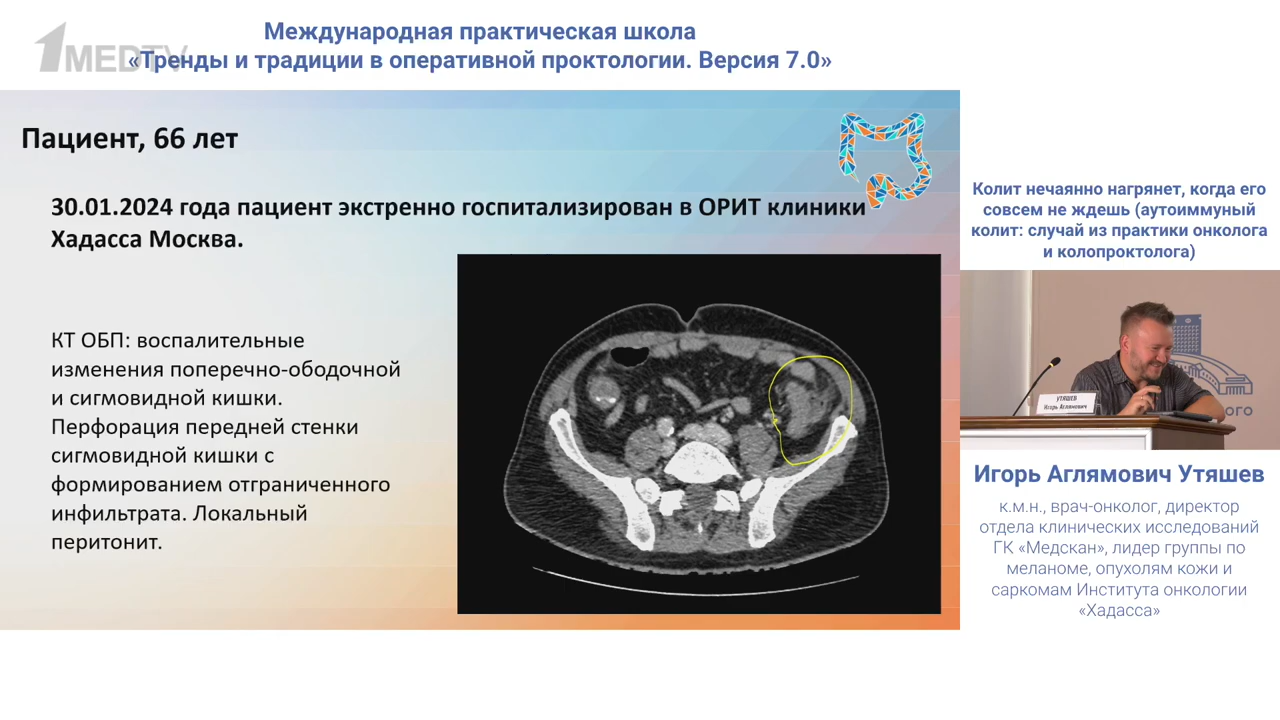 1MEDTV
Международная практическая школа
«Тренды и традиции в оперативной проктологии. Версия 7.0»
Пациент, 66 лет
30.01.2024 года пациент экстренно госпитализирован в ОРИТ клиники
Хадасса Москва.
КТ ОБП: воспалительные
изменения поперечно-ободочной
и сигмовидной кишки.
Перфорация передней стенки
сигмовидной кишки с
формированием отграниченного
инфильтрата. Локальный
перитонит.
Колит нечаянно нагрянет, когда его
совсем не ждешь (аутоиммуный
колит: случай из практики онколога
и колопроктолога)
УТЯШЕВ
Игорь Аглямович
ого
Игорь Аглямович Утяшев
к.м.н., врач-онколог, директор
отдела клинических исследований
ГК «Медскан», лидер группы по
меланоме, опухолям кожи и
саркомам Института онкологии
«Хадасса»